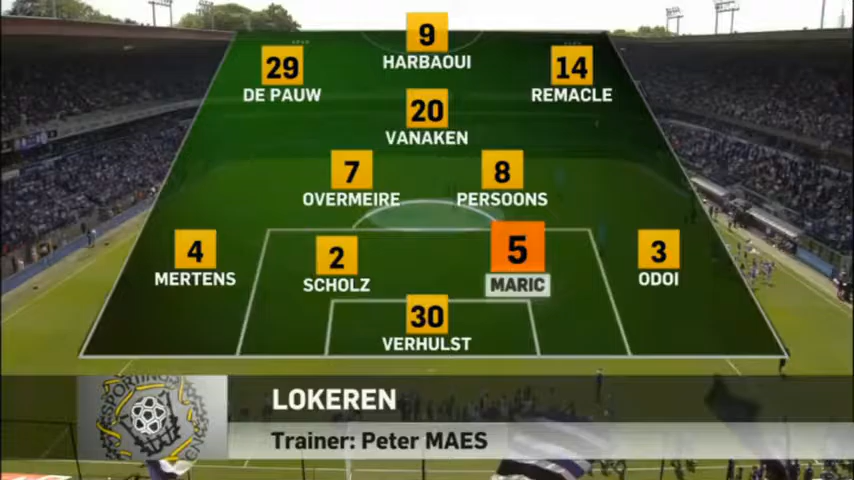 9
HARBAOUI
29
DE PAUW
14
REMACLE
20
VANAKEN
7
OVERMEIRE
8
PERSOONS
4
MERTENS
2
SCHOLZ
5
MARIC
3
ODOI
30
VERHULST
SPORTING
LOKEREN
Trainer: Peter MAES